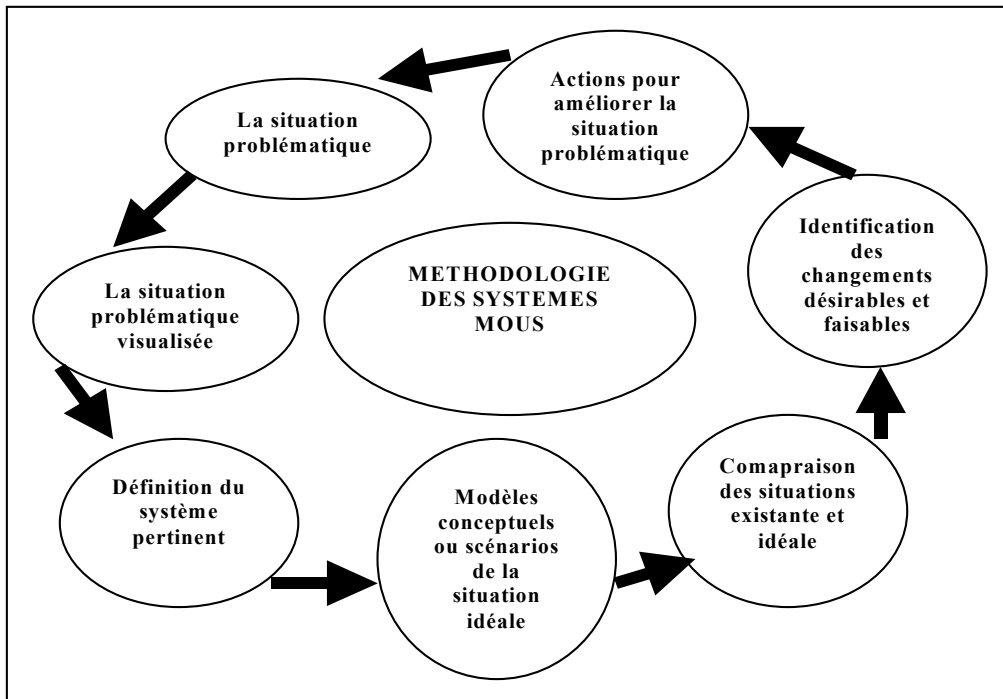 La situation
problématique
La situation
problématique
visualisée
Définition du
système
pertinent
Modèles
conceptuels
ou scénarios
de la
situation
idéale
Comapraison
des situations
existante et
idéale
Identification
des
changements
désirables et
faisables
Actions pour
améliorer la
situation
problématique
METHODOLOGIE
DES SYSTEMES
MOUS